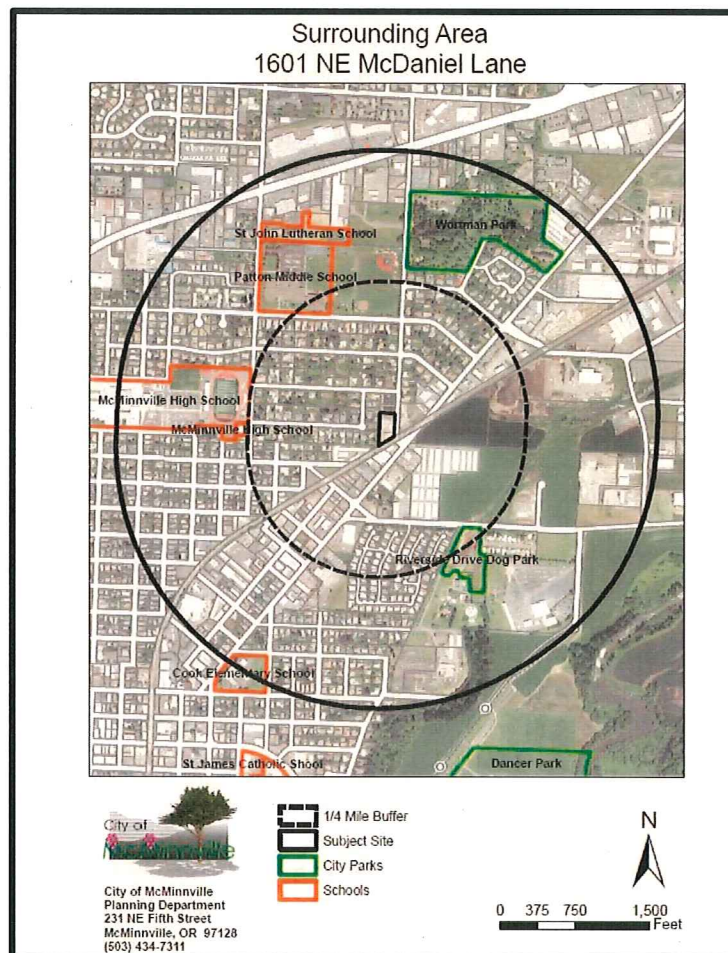 Surrounding Area
1601 NE McDaniel Lane
St John Lutheran School
Wortman Park
Patton Middle School
McMinnville High School
McMinnville High School
Riverside Drive Dog Park
Cook Elementary School
St James Catholic Shool
Dancer Park
City of
McMinnville
City of McMinnville
Planning Department
231 NE Fifth Street
McMinnville, OR 97128
(503) 434-7311
1/4 Mile Buffer
Subject Site
City Parks
Schools
N
0 375 750 1,500
Feet